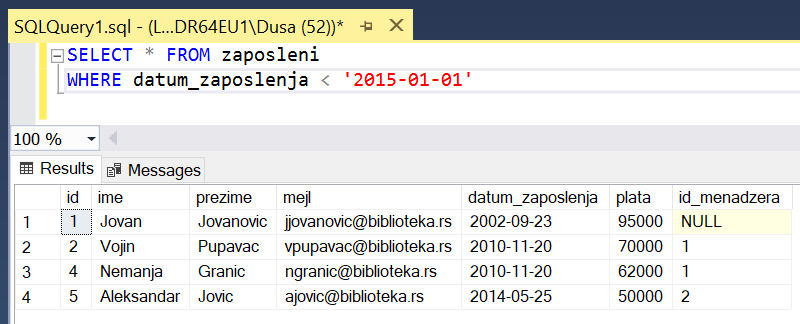 SQLQuery1.sql - (L...DR64EU1\Dusa (52))*
SELECT * FROM zaposleni
WHERE datum_zaposlenja < '2015-01-01'
100 %
Results Messages
id ime prezime mejl datum_zaposlenja plata id_menadzera
1 1 Jovan Jovanovic jjovanovic@biblioteka.rs 2002-09-23 95000 NULL
2 2 Vojin Pupavac vpupavac@biblioteka.rs 2010-11-20 70000 1
3 4 Nemanja Granic ngranic@biblioteka.rs 2010-11-20 62000 1
4 5 Aleksandar Jovic ajovic@biblioteka.rs 2014-05-25 50000 2